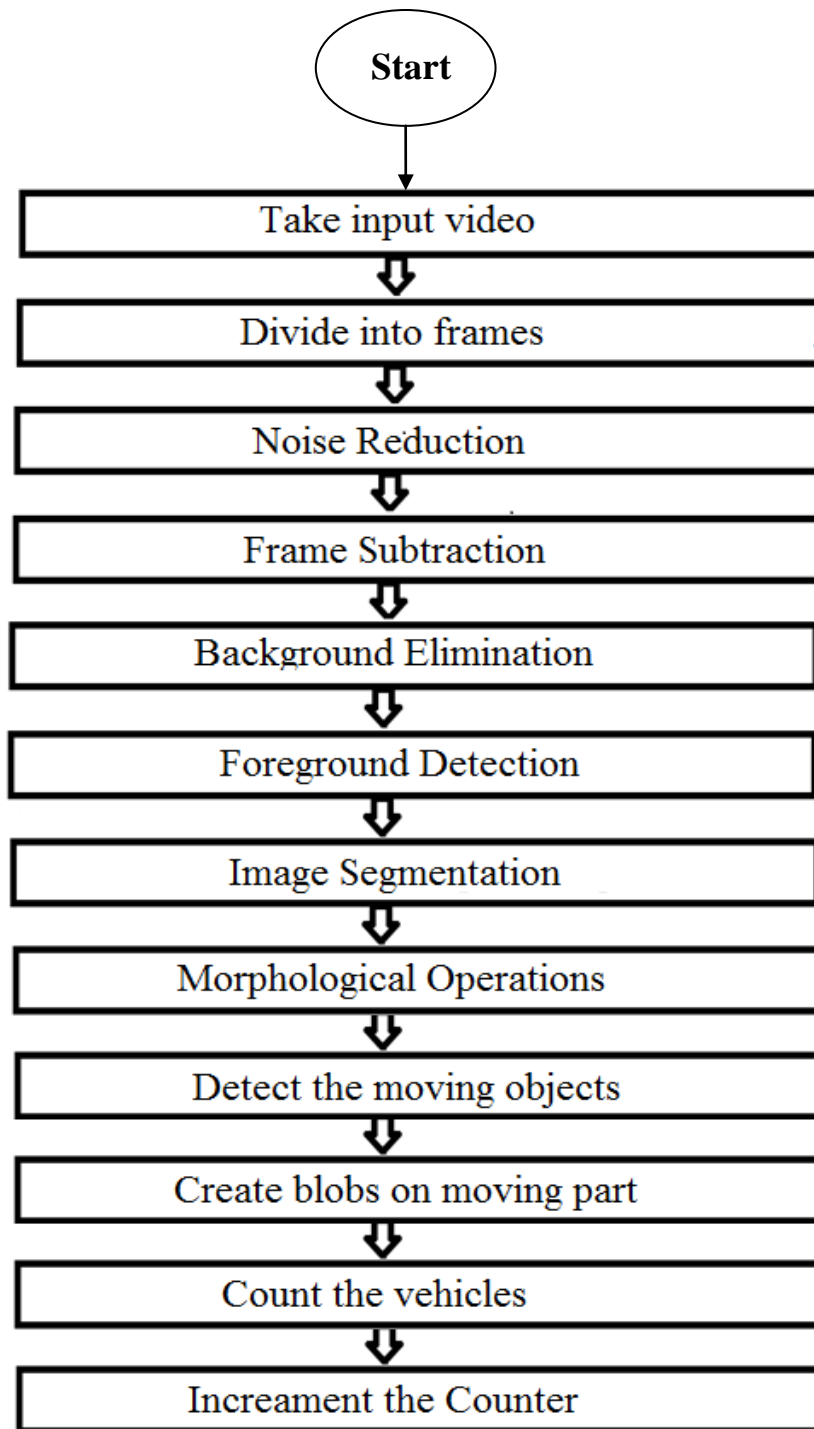 Start
Take input video
Divide into frames
Noise Reduction
Frame Subtraction
Background Elimination
Foreground Detection
Image Segmentation
Morphological Operations
Detect the moving objects
Create blobs on moving part
Count the vehicles
Increament the Counter